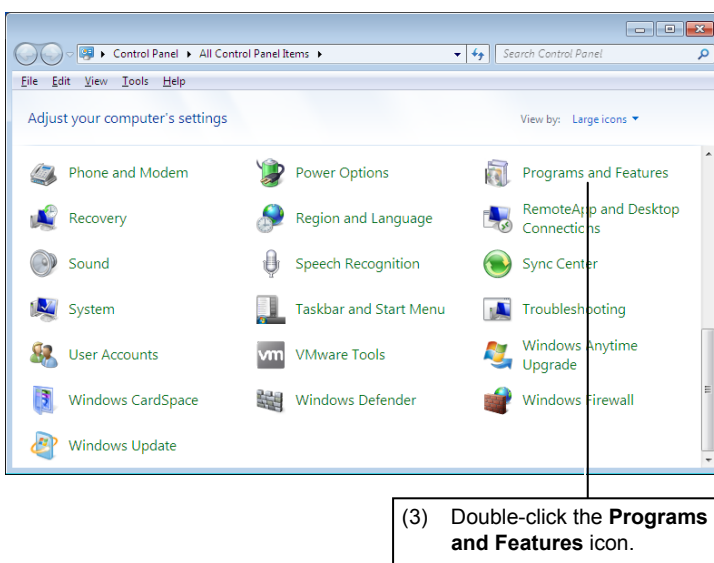 Control Panel All Control Panel Items Search Control Panel
File Edit View Tools Help
Adjust your computer's settings View by: Large icons
Phone and Modem Power Options Programs and Features
Recovery Region and Language RemoteApp and Desktop
Connections
Sound Speech Recognition Sync Center
System Taskbar and Start Menu Troubleshooting
User Accounts vm VMware Tools Windows Anytime
Upgrade
Windows CardSpace Windows Defender Windows Firewall
Windows Update
(3) Double-click the Programs
and Features icon.